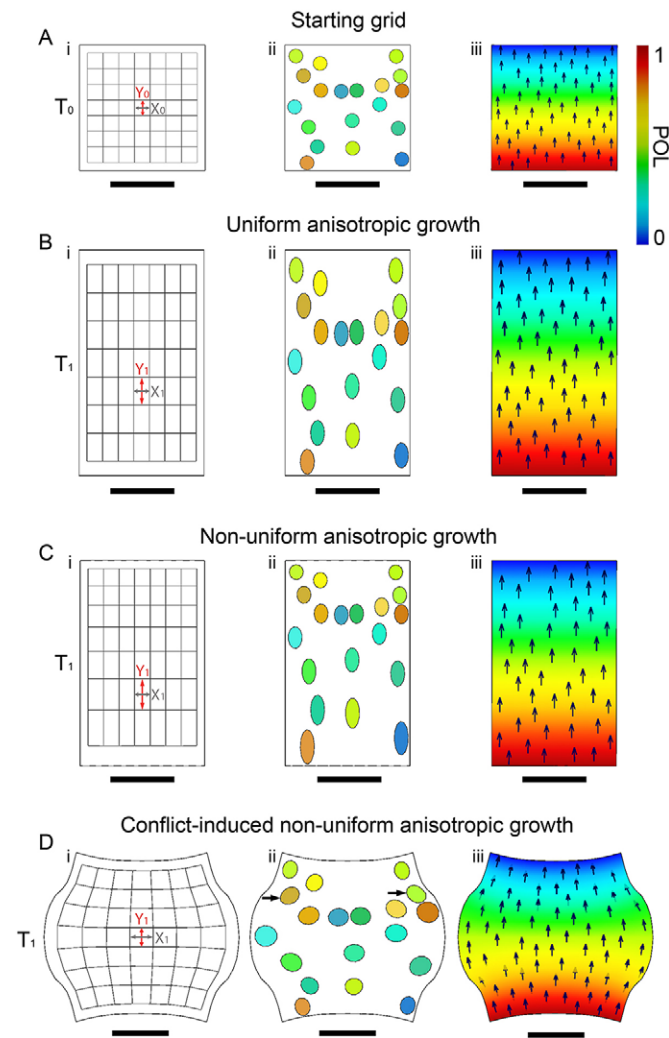 Starting grid
A
i
ii
iii
T₀
Y₀
X₀
1
POL
0
Uniform anisotropic growth
B
i
ii
iii
T₁
Y₁
X₁
Non-uniform anisotropic growth
C
i
ii
iii
T₁
Y₁
X₁
Conflict-induced non-uniform anisotropic growth
D
i
ii
iii
T₁
Y₁
X₁